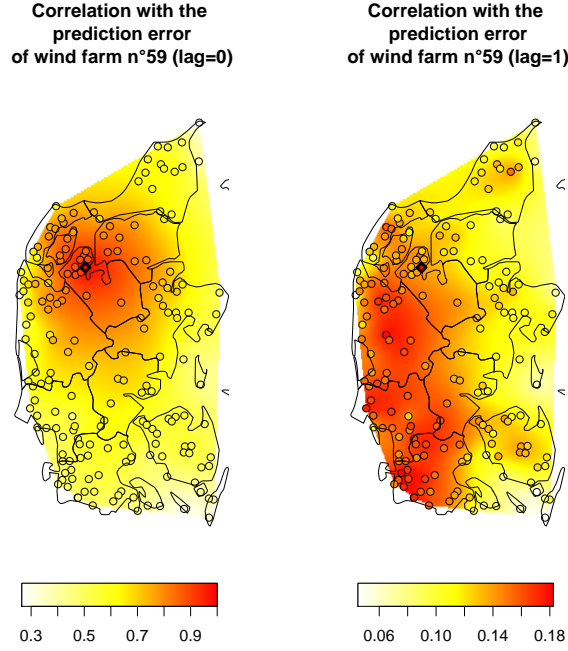 Correlation with the
prediction error
of wind farm n°59 (lag=0)
Correlation with the
prediction error
of wind farm n°59 (lag=1)
0.3 0.5 0.7 0.9
0.06 0.10 0.14 0.18